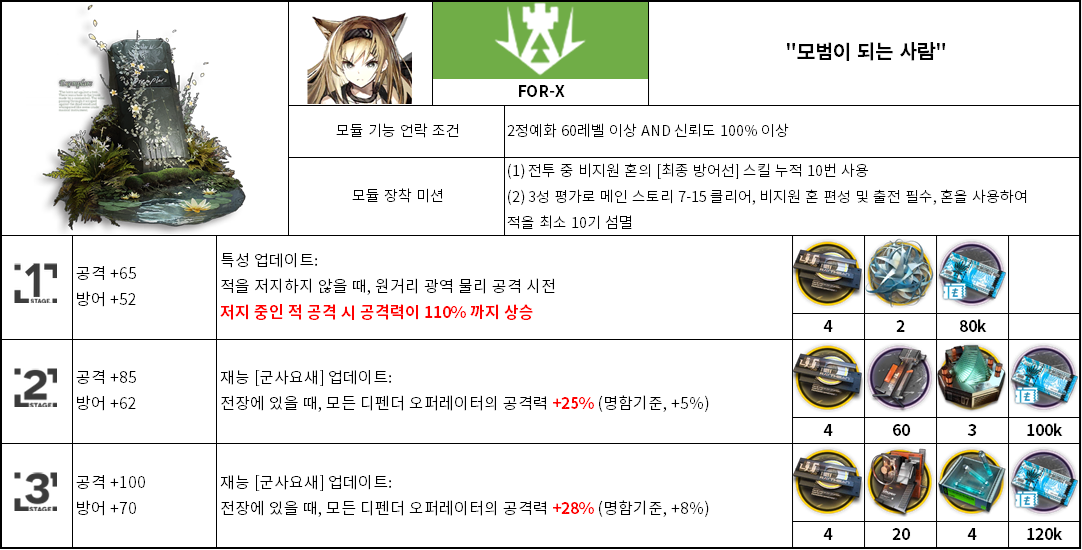 Exemplars
FOR-X
"모범이 되는 사람"
모듈 기능 언락 조건
2정예화 60레벨 이상 AND 신뢰도 100% 이상
모듈 장착 미션
(1) 전투 중 비지원 혼의 [최종 방어선] 스킬 누적 10번 사용
(2) 3성 평가로 메인 스토리 7-15 클리어, 비지원 혼 편성 및 출전 필수, 혼을 사용하여
적을 최소 10기 섬멸
1
STAGE
공격 +65
방어 +52
특성 업데이트:
적을 저지하지 않을 때, 원거리 광역 물리 공격 시전
저지 중인 적 공격 시 공격력이 110% 까지 상승
4
2
80k
2
STAGE
공격 +85
방어 +62
재능 [군사요새] 업데이트:
전장에 있을 때, 모든 디펜더 오퍼레이터의 공격력 +25% (명함기준, +5%)
4
60
3
100k
3
STAGE
공격 +100
방어 +70
재능 [군사요새] 업데이트:
전장에 있을 때, 모든 디펜더 오퍼레이터의 공격력 +28% (명함기준, +8%)
4
20
4
120k